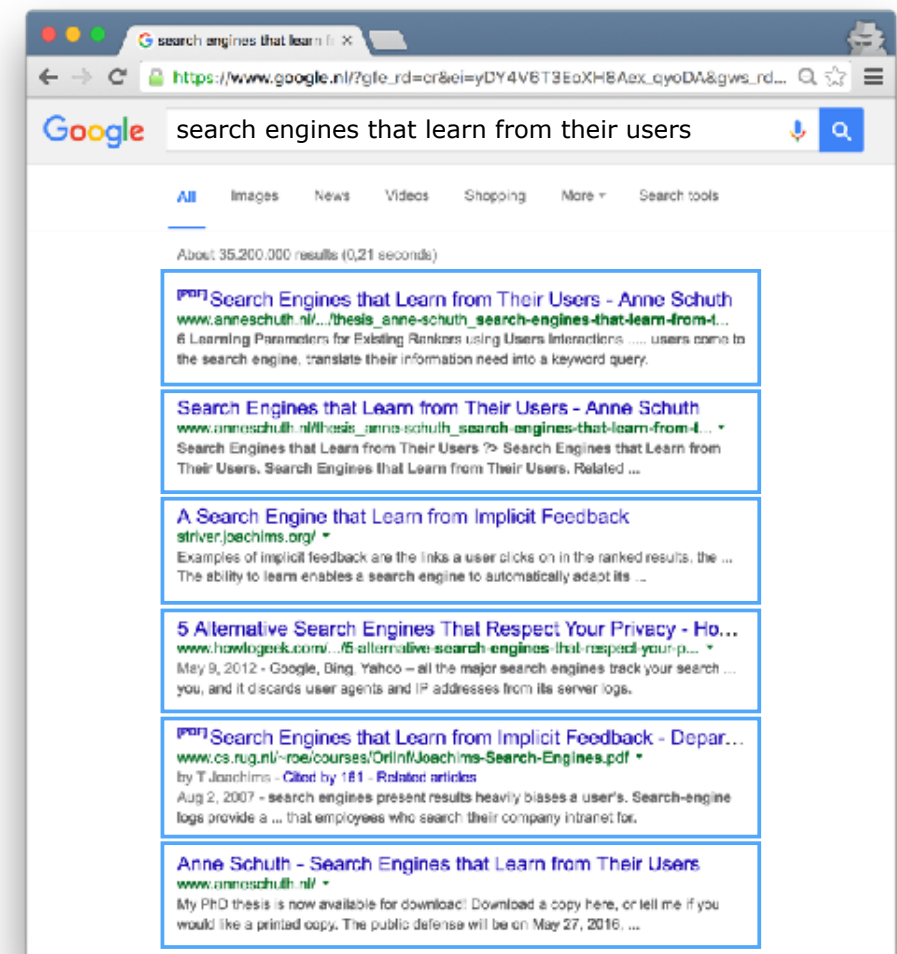 search engines that learn f
https://www.google.nl/?gfe_rd=cr&ei=yDY4V6T3EoXH8Aex_qyoDA&gws_rd...
Google search engines that learn from their users
All Images News Videos Shopping More Search tools
About 35.200.000 results (0,21 seconds)
[PDF] Search Engines that Learn from Their Users - Anne Schuth
www.anneschuth.nl/.../thesis_anne-schuth_search-engines-that-learn-from-t...
6 Learning Parameters for Existing Rankers using Users Interactions ..... users come to
the search engine, translate their information need into a keyword query.
Search Engines that Learn from Their Users - Anne Schuth
www.anneschuth.nl/thesis_anne-schuth_search-engines-that-learn-from-t...
Search Engines that Learn from Their Users ?> Search Engines that Learn from
Their Users. Search Engines that Learn from Their Users. Related ...
A Search Engine that Learn from Implicit Feedback
striver.joachims.org/
Examples of implicit feedback are the links a user clicks on in the ranked results, the ...
The ability to learn enables a search engine to automatically adapt its ...
5 Alternative Search Engines That Respect Your Privacy - Ho...
www.howtogeek.com/.../5-alternative-search-engines-that-respect-your-p...
May 9, 2012 - Google, Bing, Yahoo – all the major search engines track your search ...
you, and it discards user agents and IP addresses from its server logs.
[PDF] Search Engines that Learn from Implicit Feedback - Depar...
www.cs.rug.nl/~roe/courses/OriInf/Joachims-Search-Engines.pdf
by T Joachims - Cited by 161 - Related articles
Aug 2, 2007 - search engines present results heavily biases a user's. Search-engine
logs provide a ... that employees who search their company intranet for.
Anne Schuth - Search Engines that Learn from Their Users
www.anneschuth.nl/
My PhD thesis is now available for download! Download a copy here, or tell me if you
would like a printed copy. The public defense will be on May 27, 2016, ...